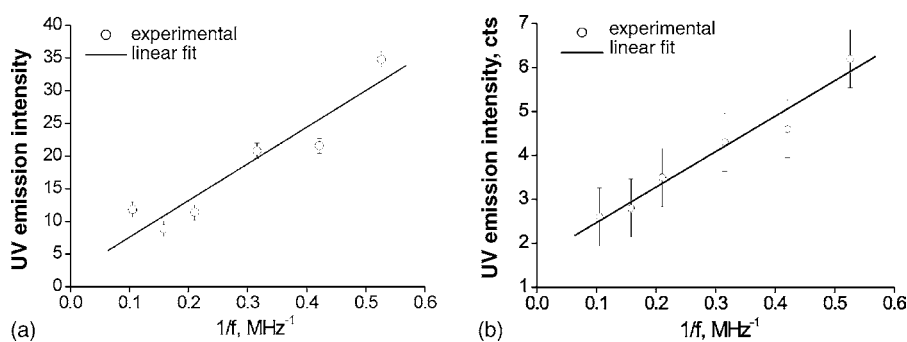 40
35
30
25
20
15
10
5
0
UV emission intensity
experimental
linear fit
0.0 0.1 0.2 0.3 0.4 0.5 0.6
1/f, MHz⁻¹
(a)
7
6
5
4
3
2
1
UV emission intensity, cts
experimental
linear fit
0.0 0.1 0.2 0.3 0.4 0.5 0.6
1/f, MHz⁻¹
(b)